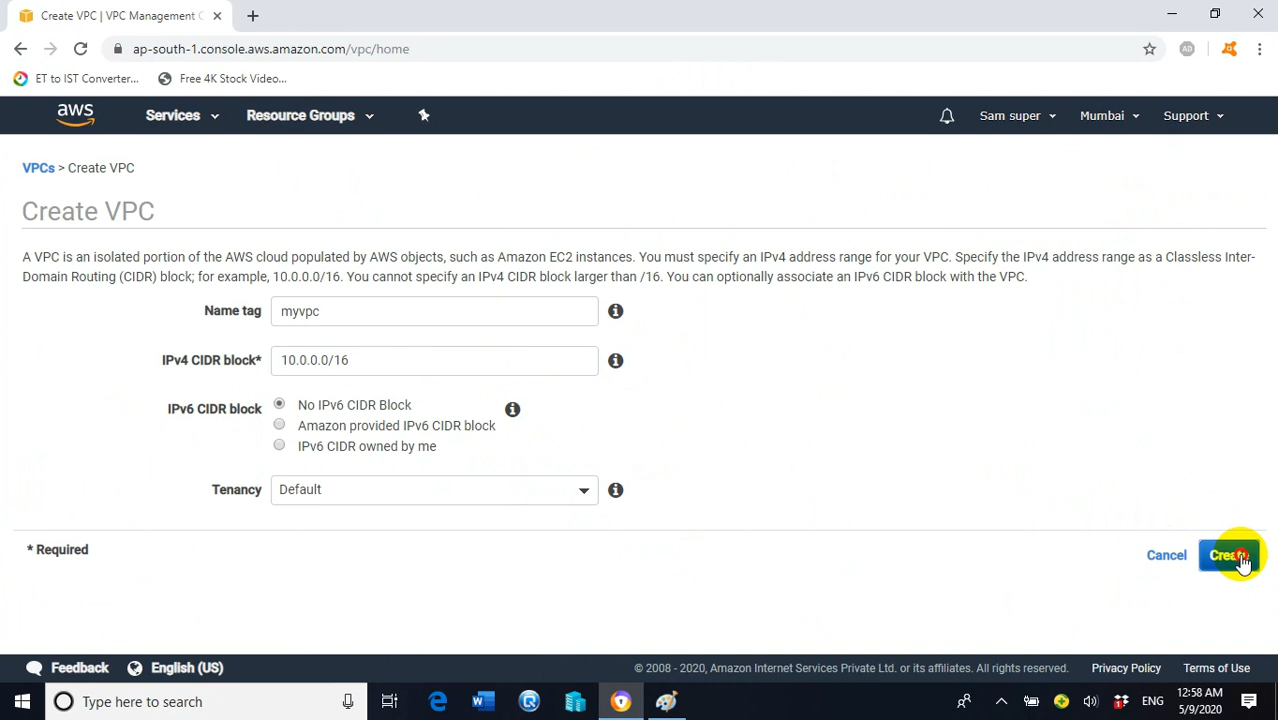 Create VPC | VPC Management C
ap-south-1.console.aws.amazon.com/vpc/home
AD
ET to IST Converter...
Free 4K Stock Video...
aws
Services
Resource Groups
Sam super
Mumbai
Support
VPCs > Create VPC
Create VPC
A VPC is an isolated portion of the AWS cloud populated by AWS objects, such as Amazon EC2 instances. You must specify an IPv4 address range for your VPC. Specify the IPv4 address range as a Classless Inter-
Domain Routing (CIDR) block; for example, 10.0.0.0/16. You cannot specify an IPv4 CIDR block larger than /16. You can optionally associate an IPv6 CIDR block with the VPC.
Name tag
myvpc
IPv4 CIDR block*
10.0.0.0/16
IPv6 CIDR block
No IPv6 CIDR Block
Amazon provided IPv6 CIDR block
IPv6 CIDR owned by me
Tenancy
Default
* Required
Cancel
Create
Feedback
English (US)
© 2008 - 2020, Amazon Internet Services Private Ltd. or its affiliates. All rights reserved.
Privacy Policy
Terms of Use
Type here to search
ENG
12:58 AM
5/9/2020